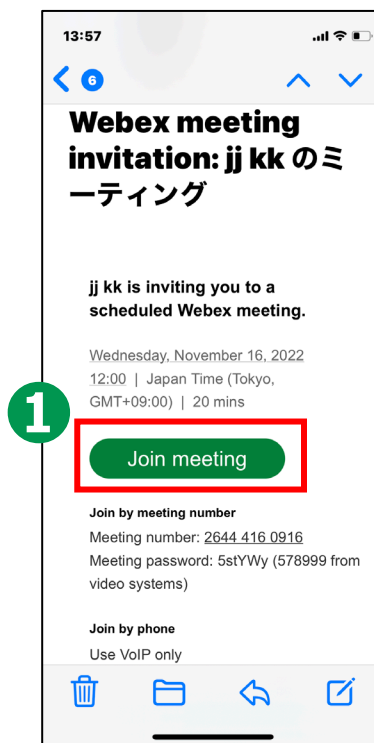 13:57
6
Webex meeting
invitation: jj kk のミ
ーティング
jj kk is inviting you to a
scheduled Webex meeting.
Wednesday, November 16, 2022
12:00 | Japan Time (Tokyo,
GMT+09:00) | 20 mins
1
Join meeting
Join by meeting number
Meeting number: 2644 416 0916
Meeting password: 5stYWy (578999 from
video systems)
Join by phone
Use VoIP only